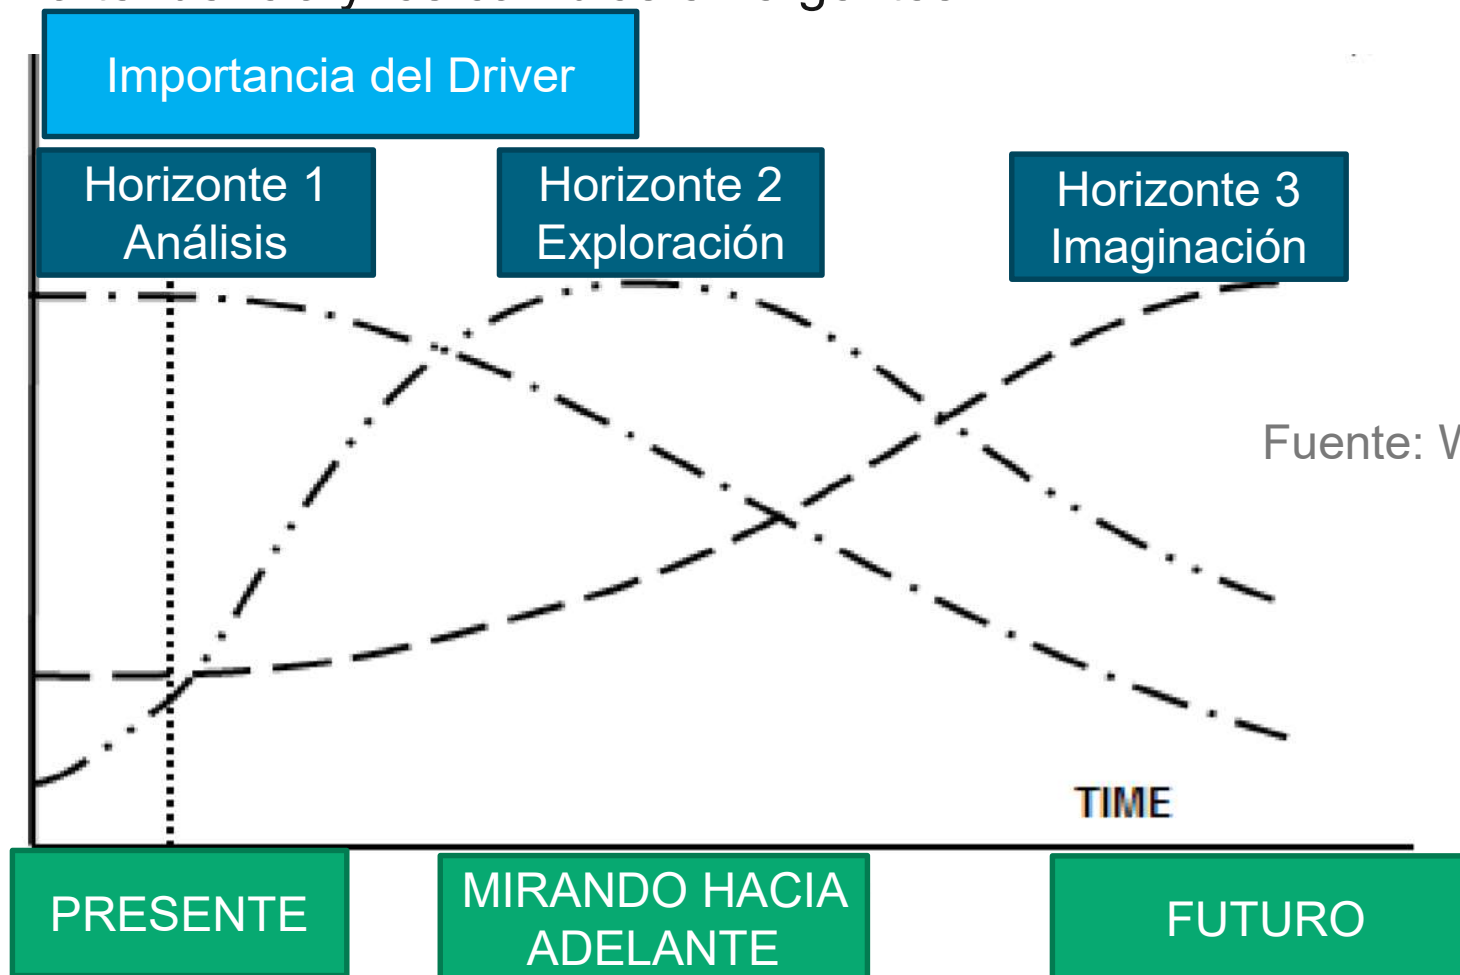 Importancia del Driver
Horizonte 1
Análisis
Horizonte 2
Exploración
Horizonte 3
Imaginación
Fuente:
TIME
PRESENTE
MIRANDO HACIA
ADELANTE
FUTURO